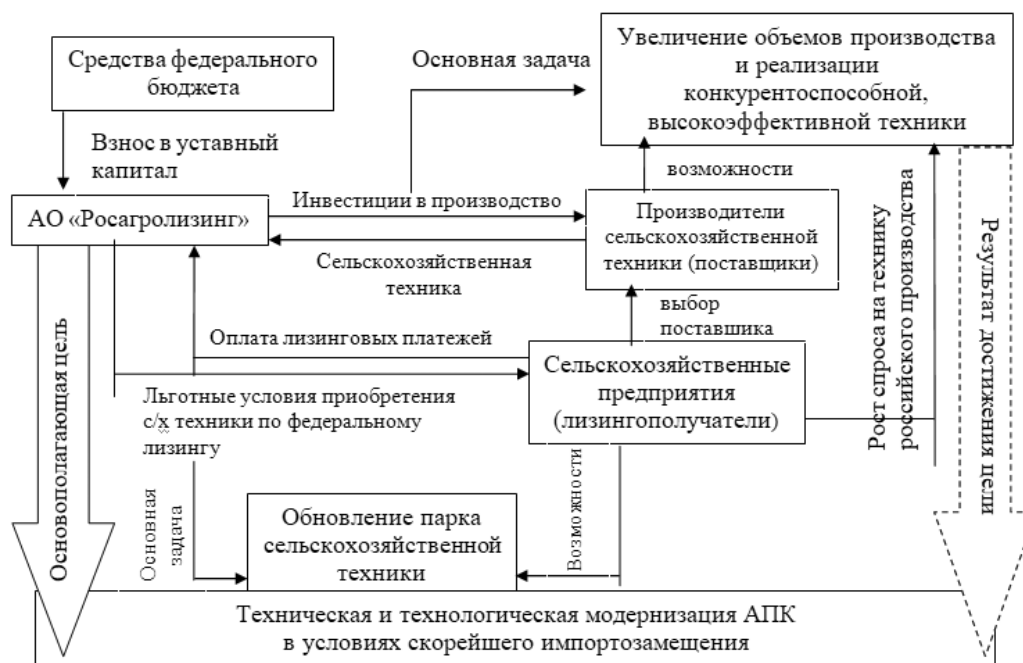 Средства федерального
бюджета
Основная задача
Увеличение объемов производства
и реализации
конкурентоспособной,
высокоэффективной техники
Взнос в уставный
капитал
возможности
АО «Росагролизинг»
Инвестиции в производство
Производители
сельскохозяйственной
техники (поставщики)
Сельскохозяйственная
техника
выбор
поставшика
Оплата лизинговых платежей
Сельскохозяйственные
предприятия
(лизингополучатели)
Льготные условия приобретения
с/х техники по федеральному
лизингу
Рост спроса на технику
российского производства
Результат достижения цели
Основополагающая цель
Основная
задача
Обновление парка
сельскохозяйственной
техники
Возможности
Техническая и технологическая модернизация АПК
в условиях скорейшего импортозамещения